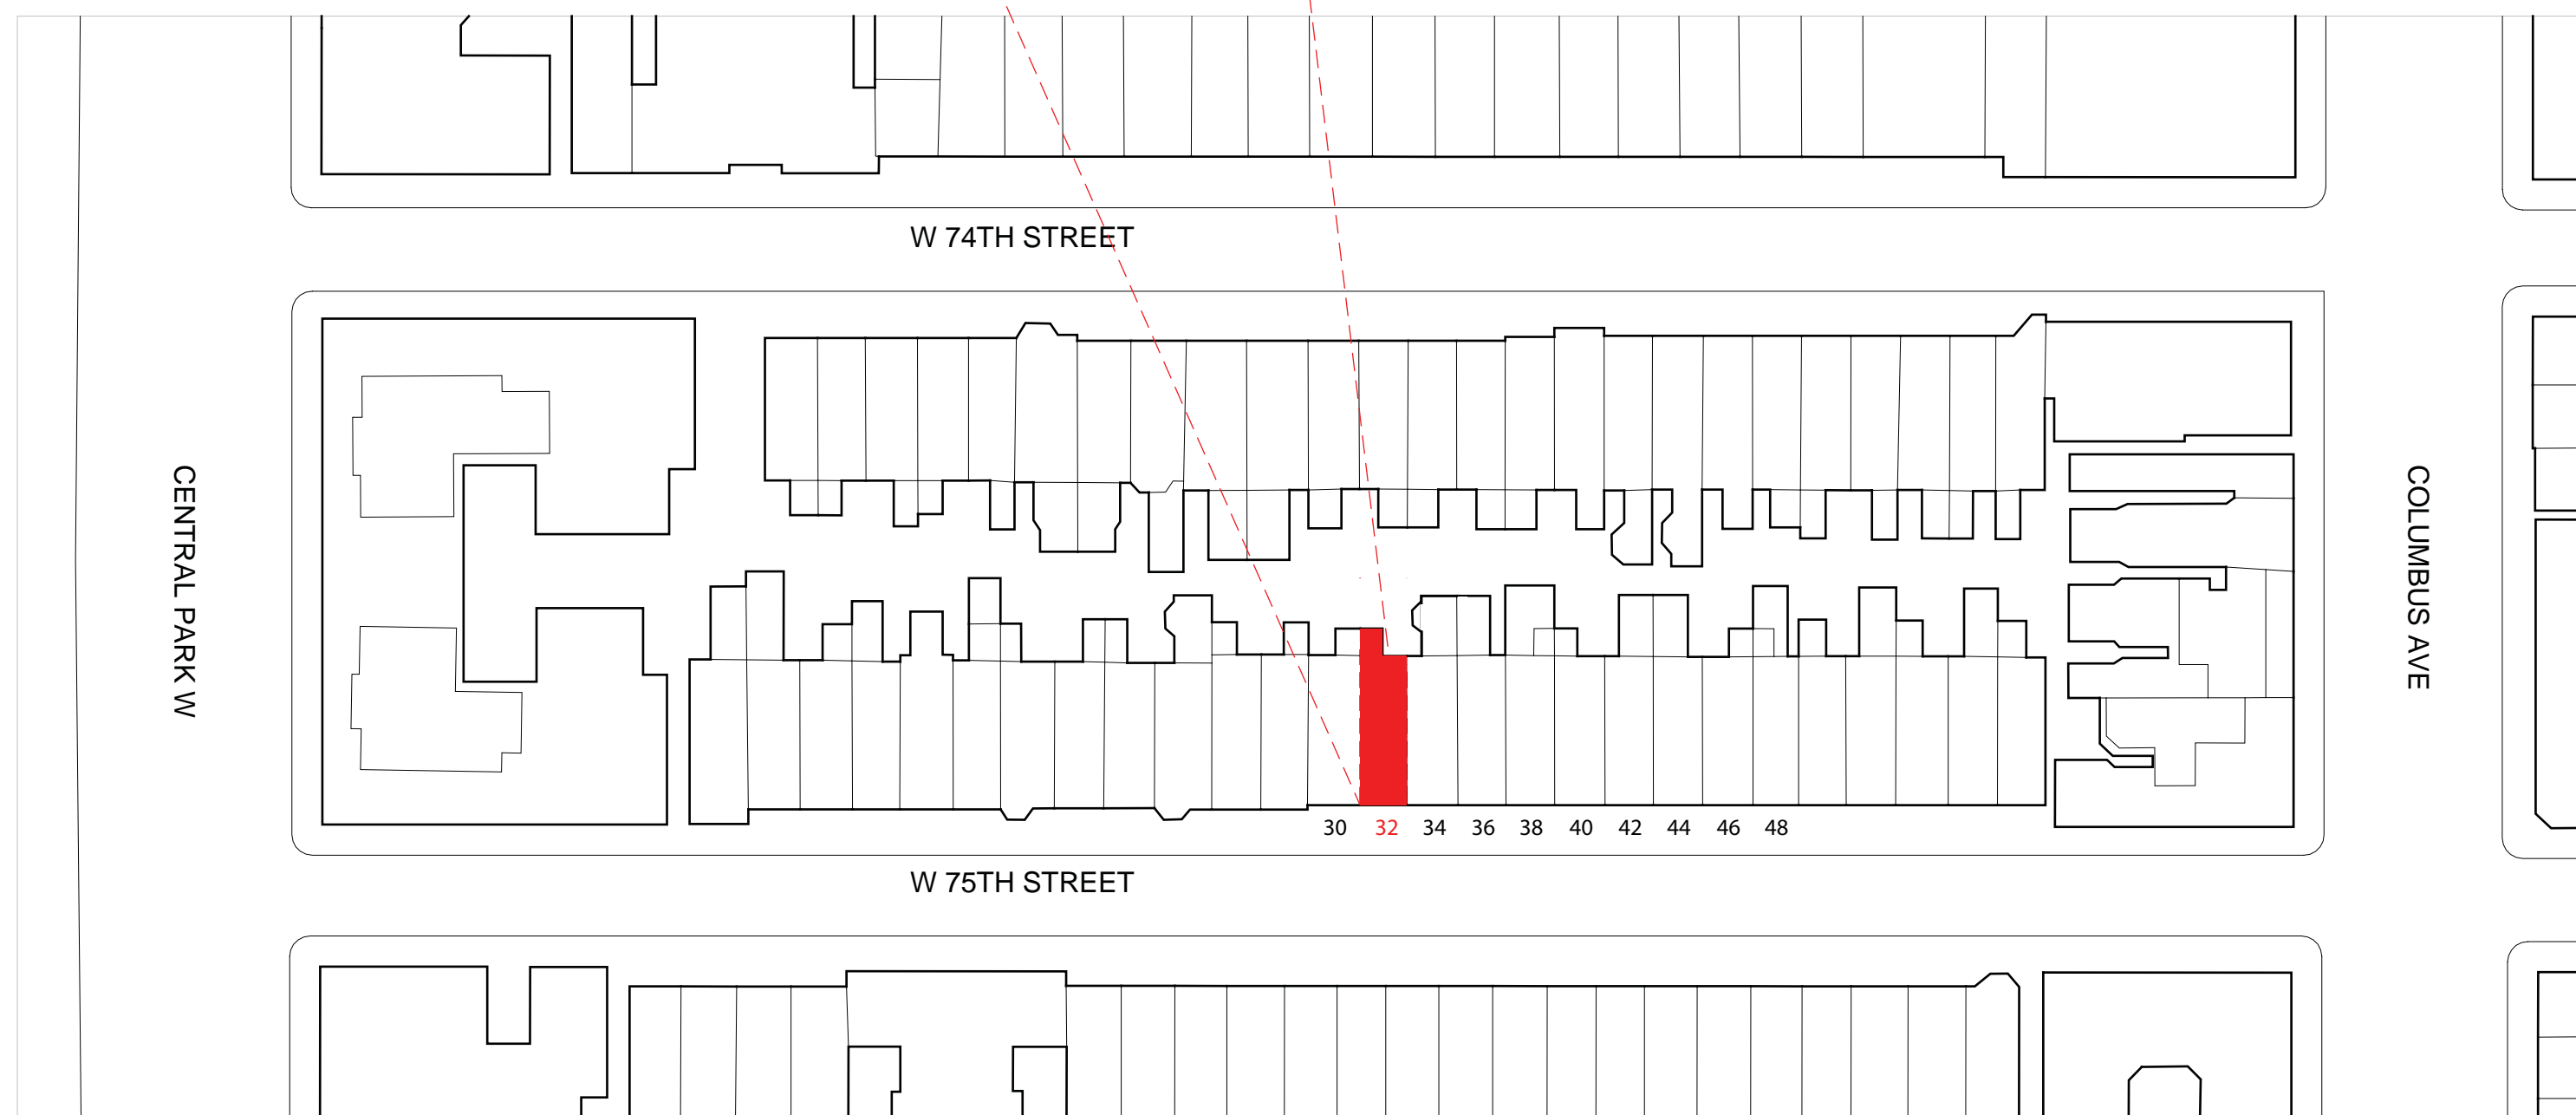 W 74TH STREET
CENTRAL PARK W
COLUMBUS AVE
30 32 34 36 38 40 42 44 46 48
W 75TH STREET